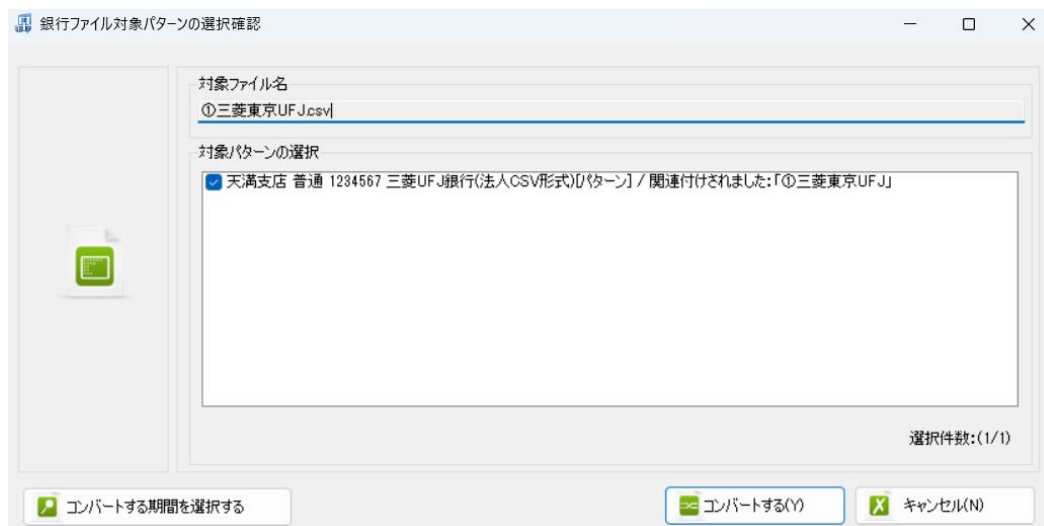 銀行ファイル対象パターンの選択確認
対象ファイル名
①三菱東京UFJ.csv
対象パターンの選択
天満支店 普通 1234567 三菱UFJ銀行(法人CSV形式)[パターン] / 関連付けされました:「①三菱東京UFJ」
選択件数:(1/1)
コンバートする期間を選択する
コンバートする(Y)
キャンセル(N)